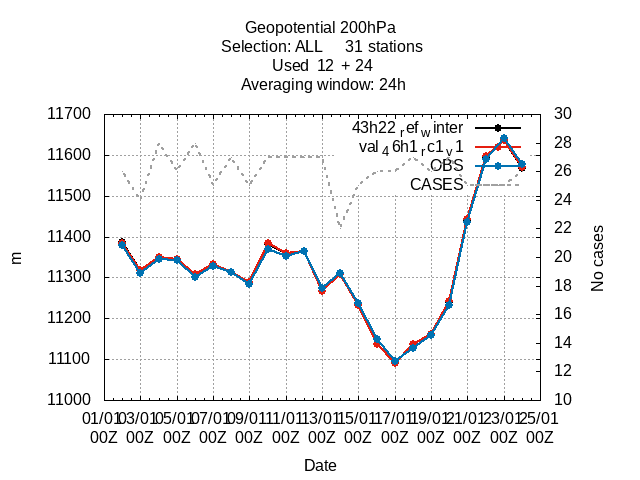 Geopotential 200hPa
Selection: ALL 31 stations
Used 12 + 24
Averaging window: 24h
11700
11600
11500
11400
11300
11200
11100
11000
m
30
28
26
24
22
20
18
16
14
12
10
No cases
43h22ref_winter
val46h1rc1v1
OBS
CASES
01/01 03/01 05/01 07/01 09/01 11/01 13/01 15/01 17/01 19/01 21/01 23/01 25/01
00Z 00Z 00Z 00Z 00Z 00Z 00Z 00Z 00Z 00Z 00Z 00Z 00Z
Date